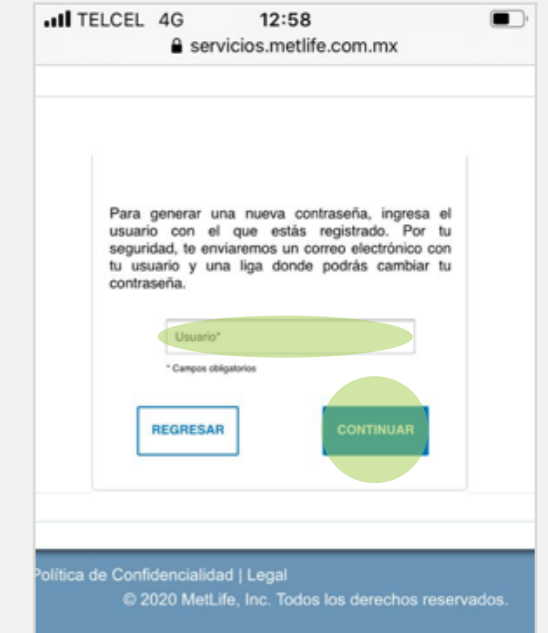 TELCEL 4G 12:58
servicios.metlife.com.mx
Para generar una nueva contraseña, ingresa el
usuario con el que estás registrado. Por tu
seguridad, te enviaremos un correo electrónico con
tu usuario y una liga donde podrás cambiar tu
contraseña.
Usuario*
* Campos obligatorios
REGRESAR CONTINUAR
Política de Confidencialidad | Legal
© 2020 MetLife, Inc. Todos los derechos reservados.